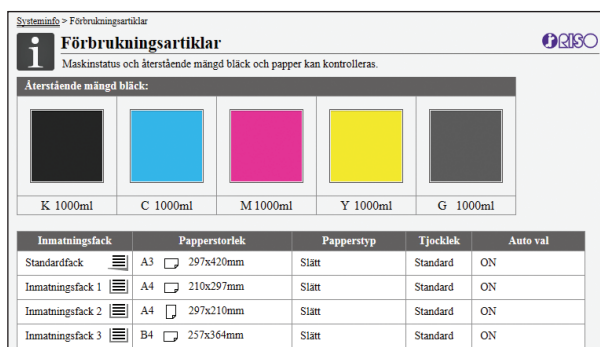 Systeminfo > Förbrukningsartiklar
Förbrukningsartiklar
RISO
Maskinstatus och återstående mängd bläck och papper kan kontrolleras.
Återstående mängd bläck:
K 1000ml C 1000ml M 1000ml Y 1000ml G 1000ml
Inmatningsfack Papperstorlek Papperstyp Tjocklek Auto val
Standardfack A3 297x420mm Slätt Standard ON
Inmatningsfack 1 A4 210x297mm Slätt Standard ON
Inmatningsfack 2 A4 297x210mm Slätt Standard ON
Inmatningsfack 3 B4 257x364mm Slätt Standard ON